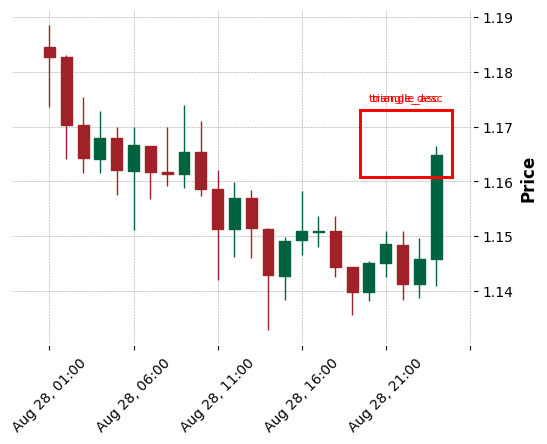 1.19
1.18
triangle_desc
1.17
1.16
1.15
1.14
Price
Aug 28, 01:00
Aug 28, 06:00
Aug 28, 11:00
Aug 28, 16:00
Aug 28, 21:00